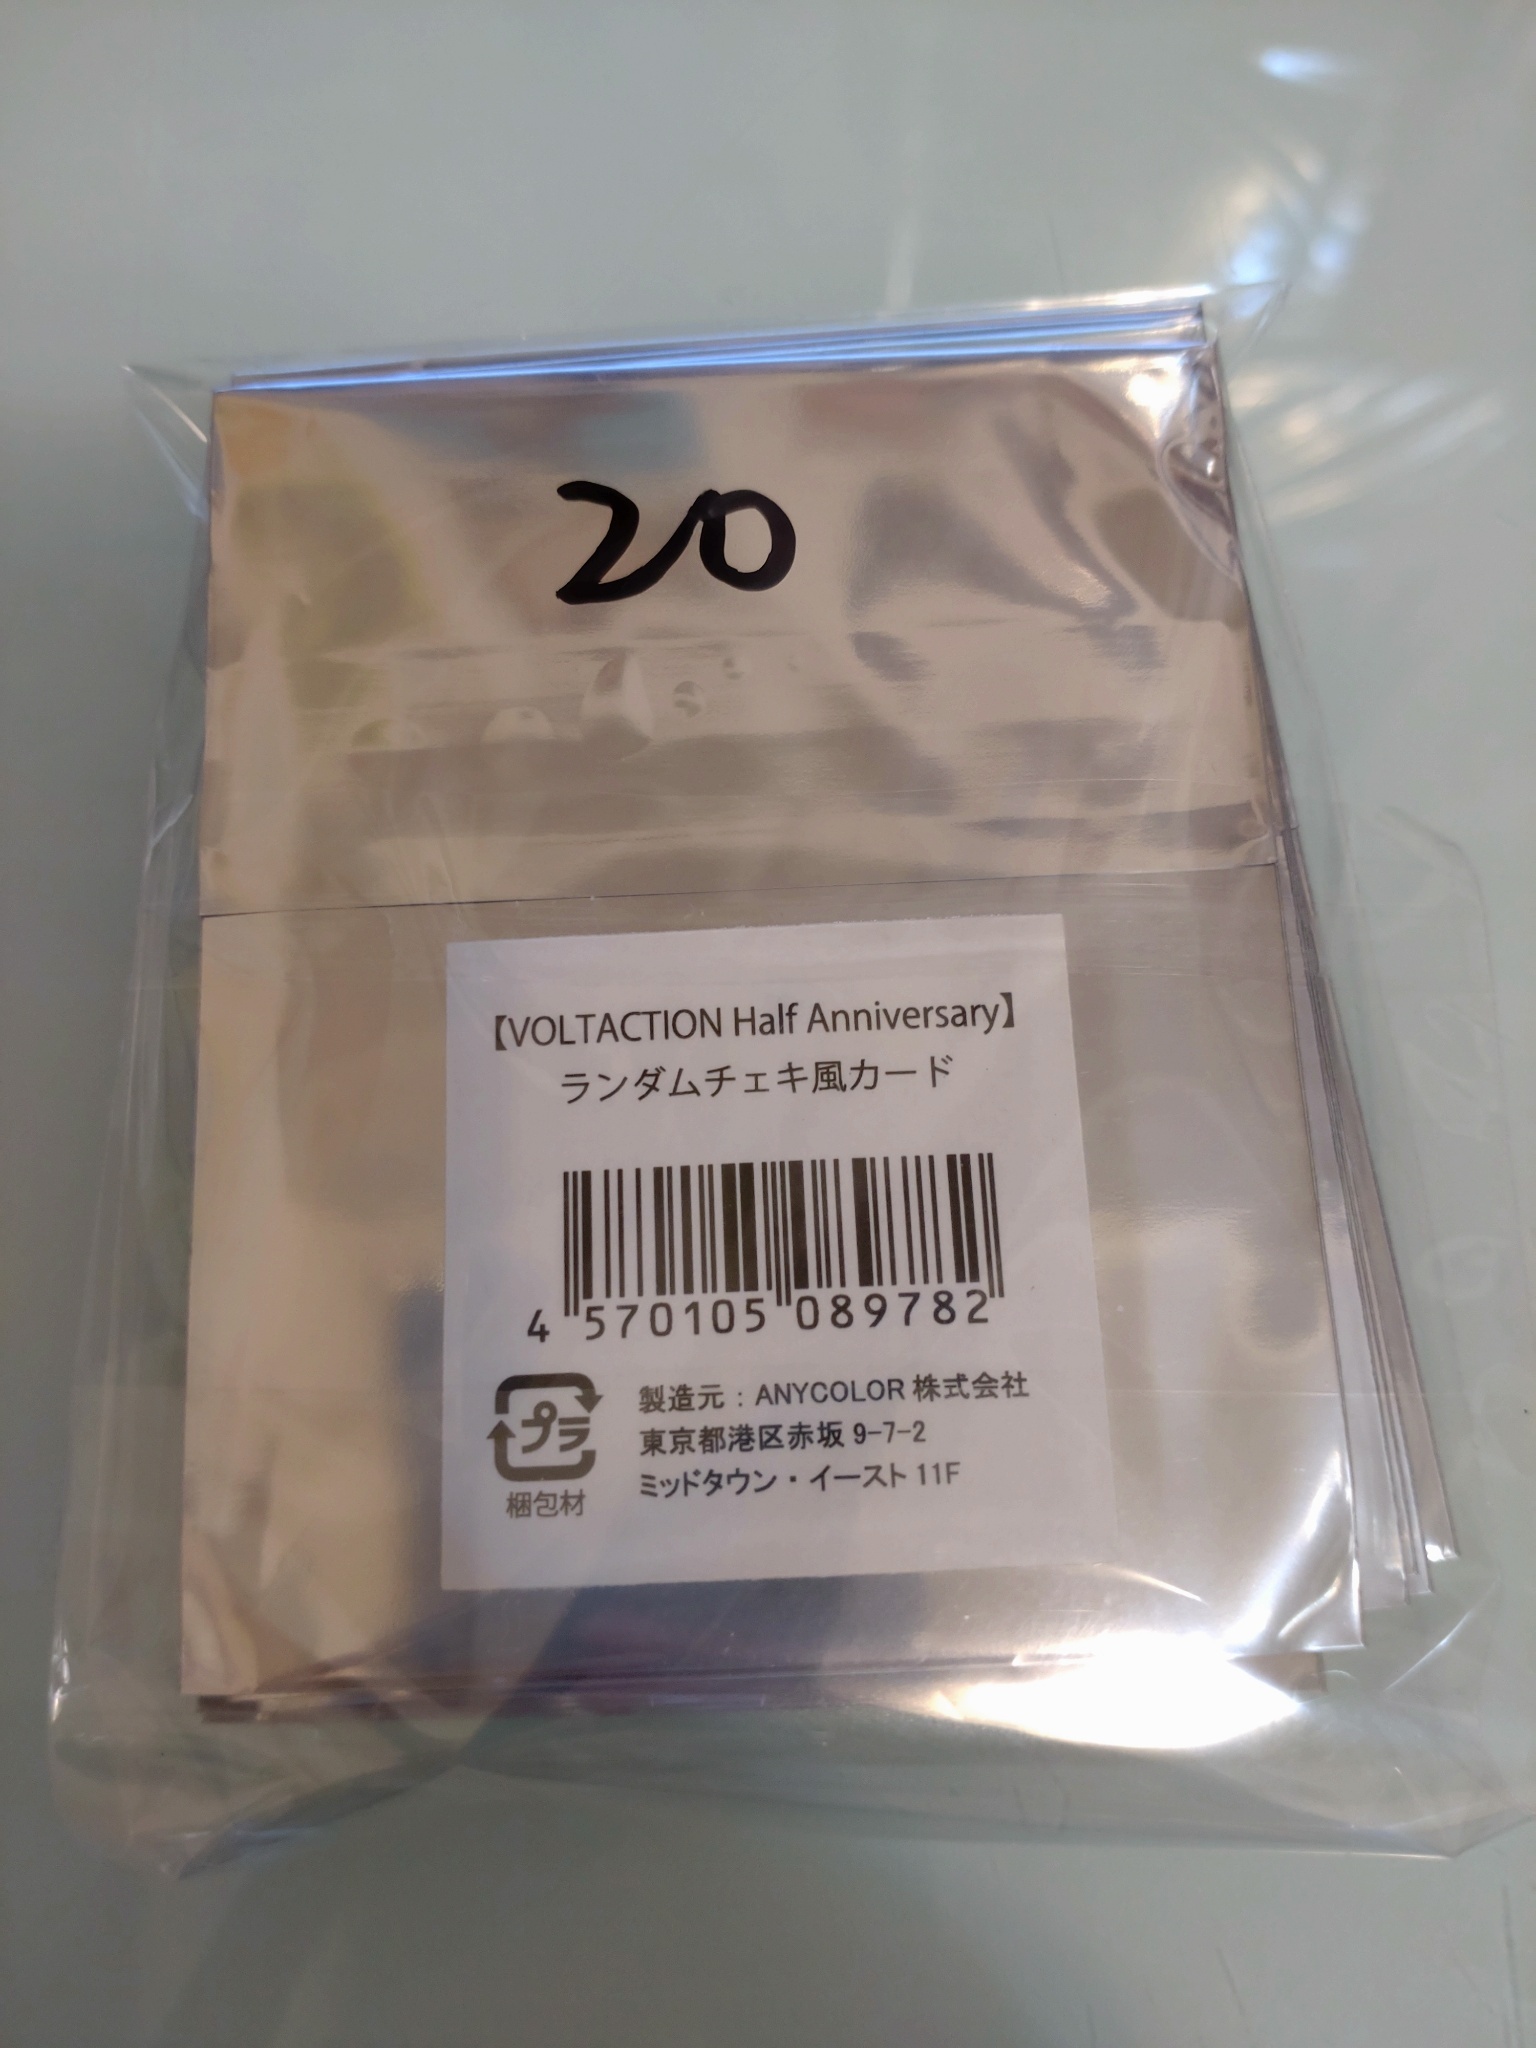 20
【VOLTACTION Half Anniversary】
ランダムチェキ風カード
4 570105 089782
プラ
梱包材
製造元：ANYCOLOR 株式会社
東京都港区赤坂 9-7-2
ミッドタウン・イースト 11F